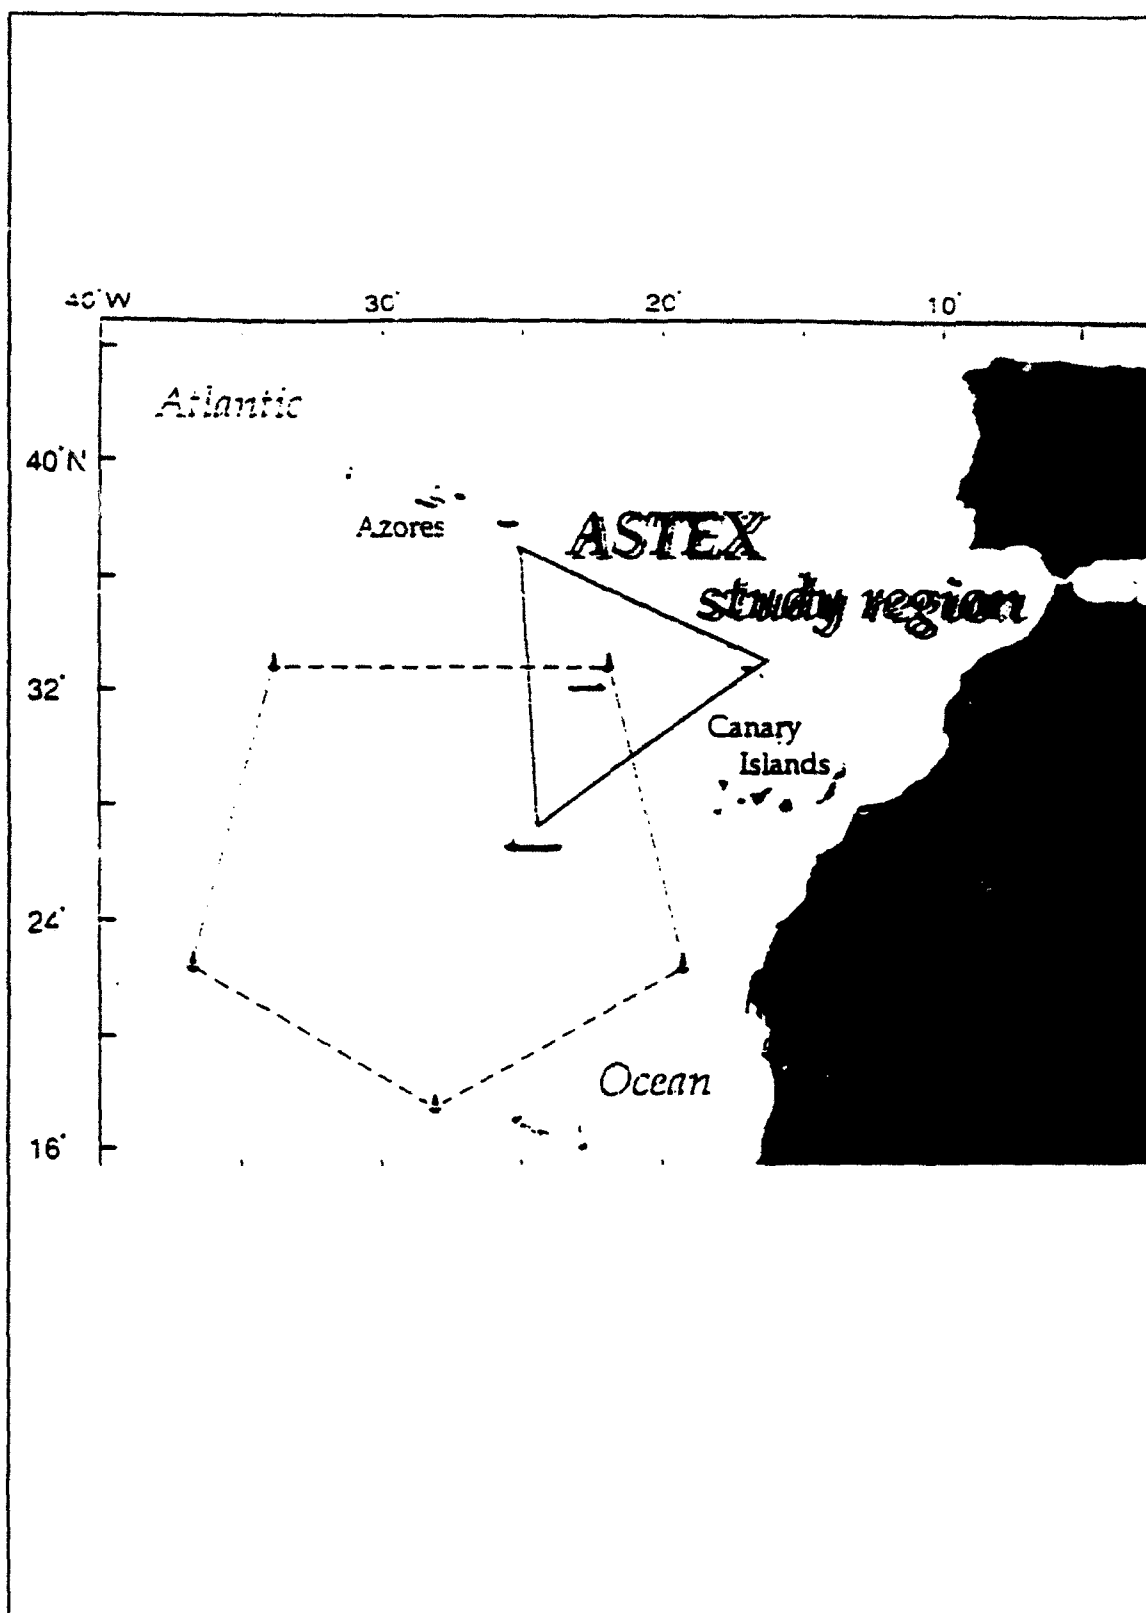 40°W 30° 20° 10°
Atlantic
40°N
Azores
ASTEX
study region
32°
Canary
Islands
24°
Ocean
16°